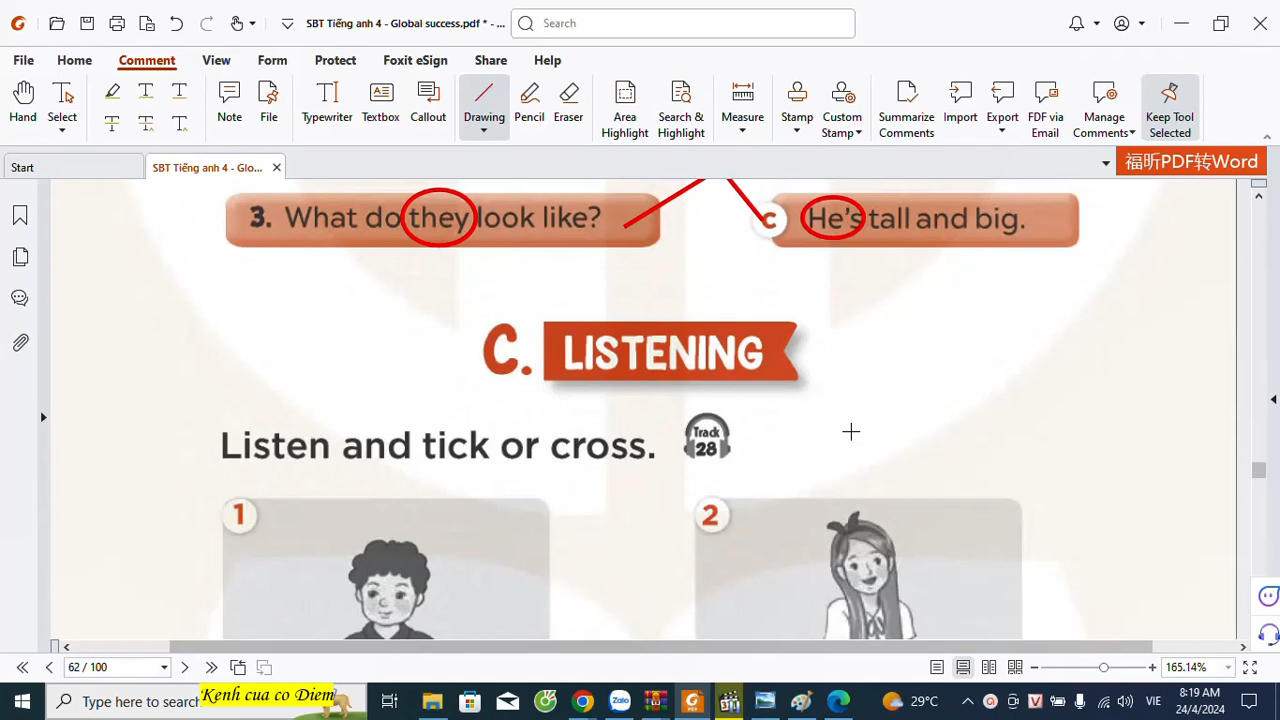 SBT Tiếng anh 4 - Global success.pdf * - ...
Search
File Home Comment View Form Protect Foxit eSign Share Help
Hand
Select
Note
File
Typewriter
Textbox
Callout
Drawing
Pencil
Eraser
Area Highlight
Search & Highlight
Measure
Stamp
Custom Stamp
Summarize Comments
Import
Export
FDF via Email
Manage Comments
Keep Tool Selected
Start
SBT Tiếng anh 4 - Glo...
福昕PDF转Word
3. What do they look like?
C He's tall and big.
C. LISTENING
Listen and tick or cross.
Track 28
1
2
62 / 100
165.14%
Type here to search
Kenh cua co Diem
29°C
VIE
8:19 AM
24/4/2024